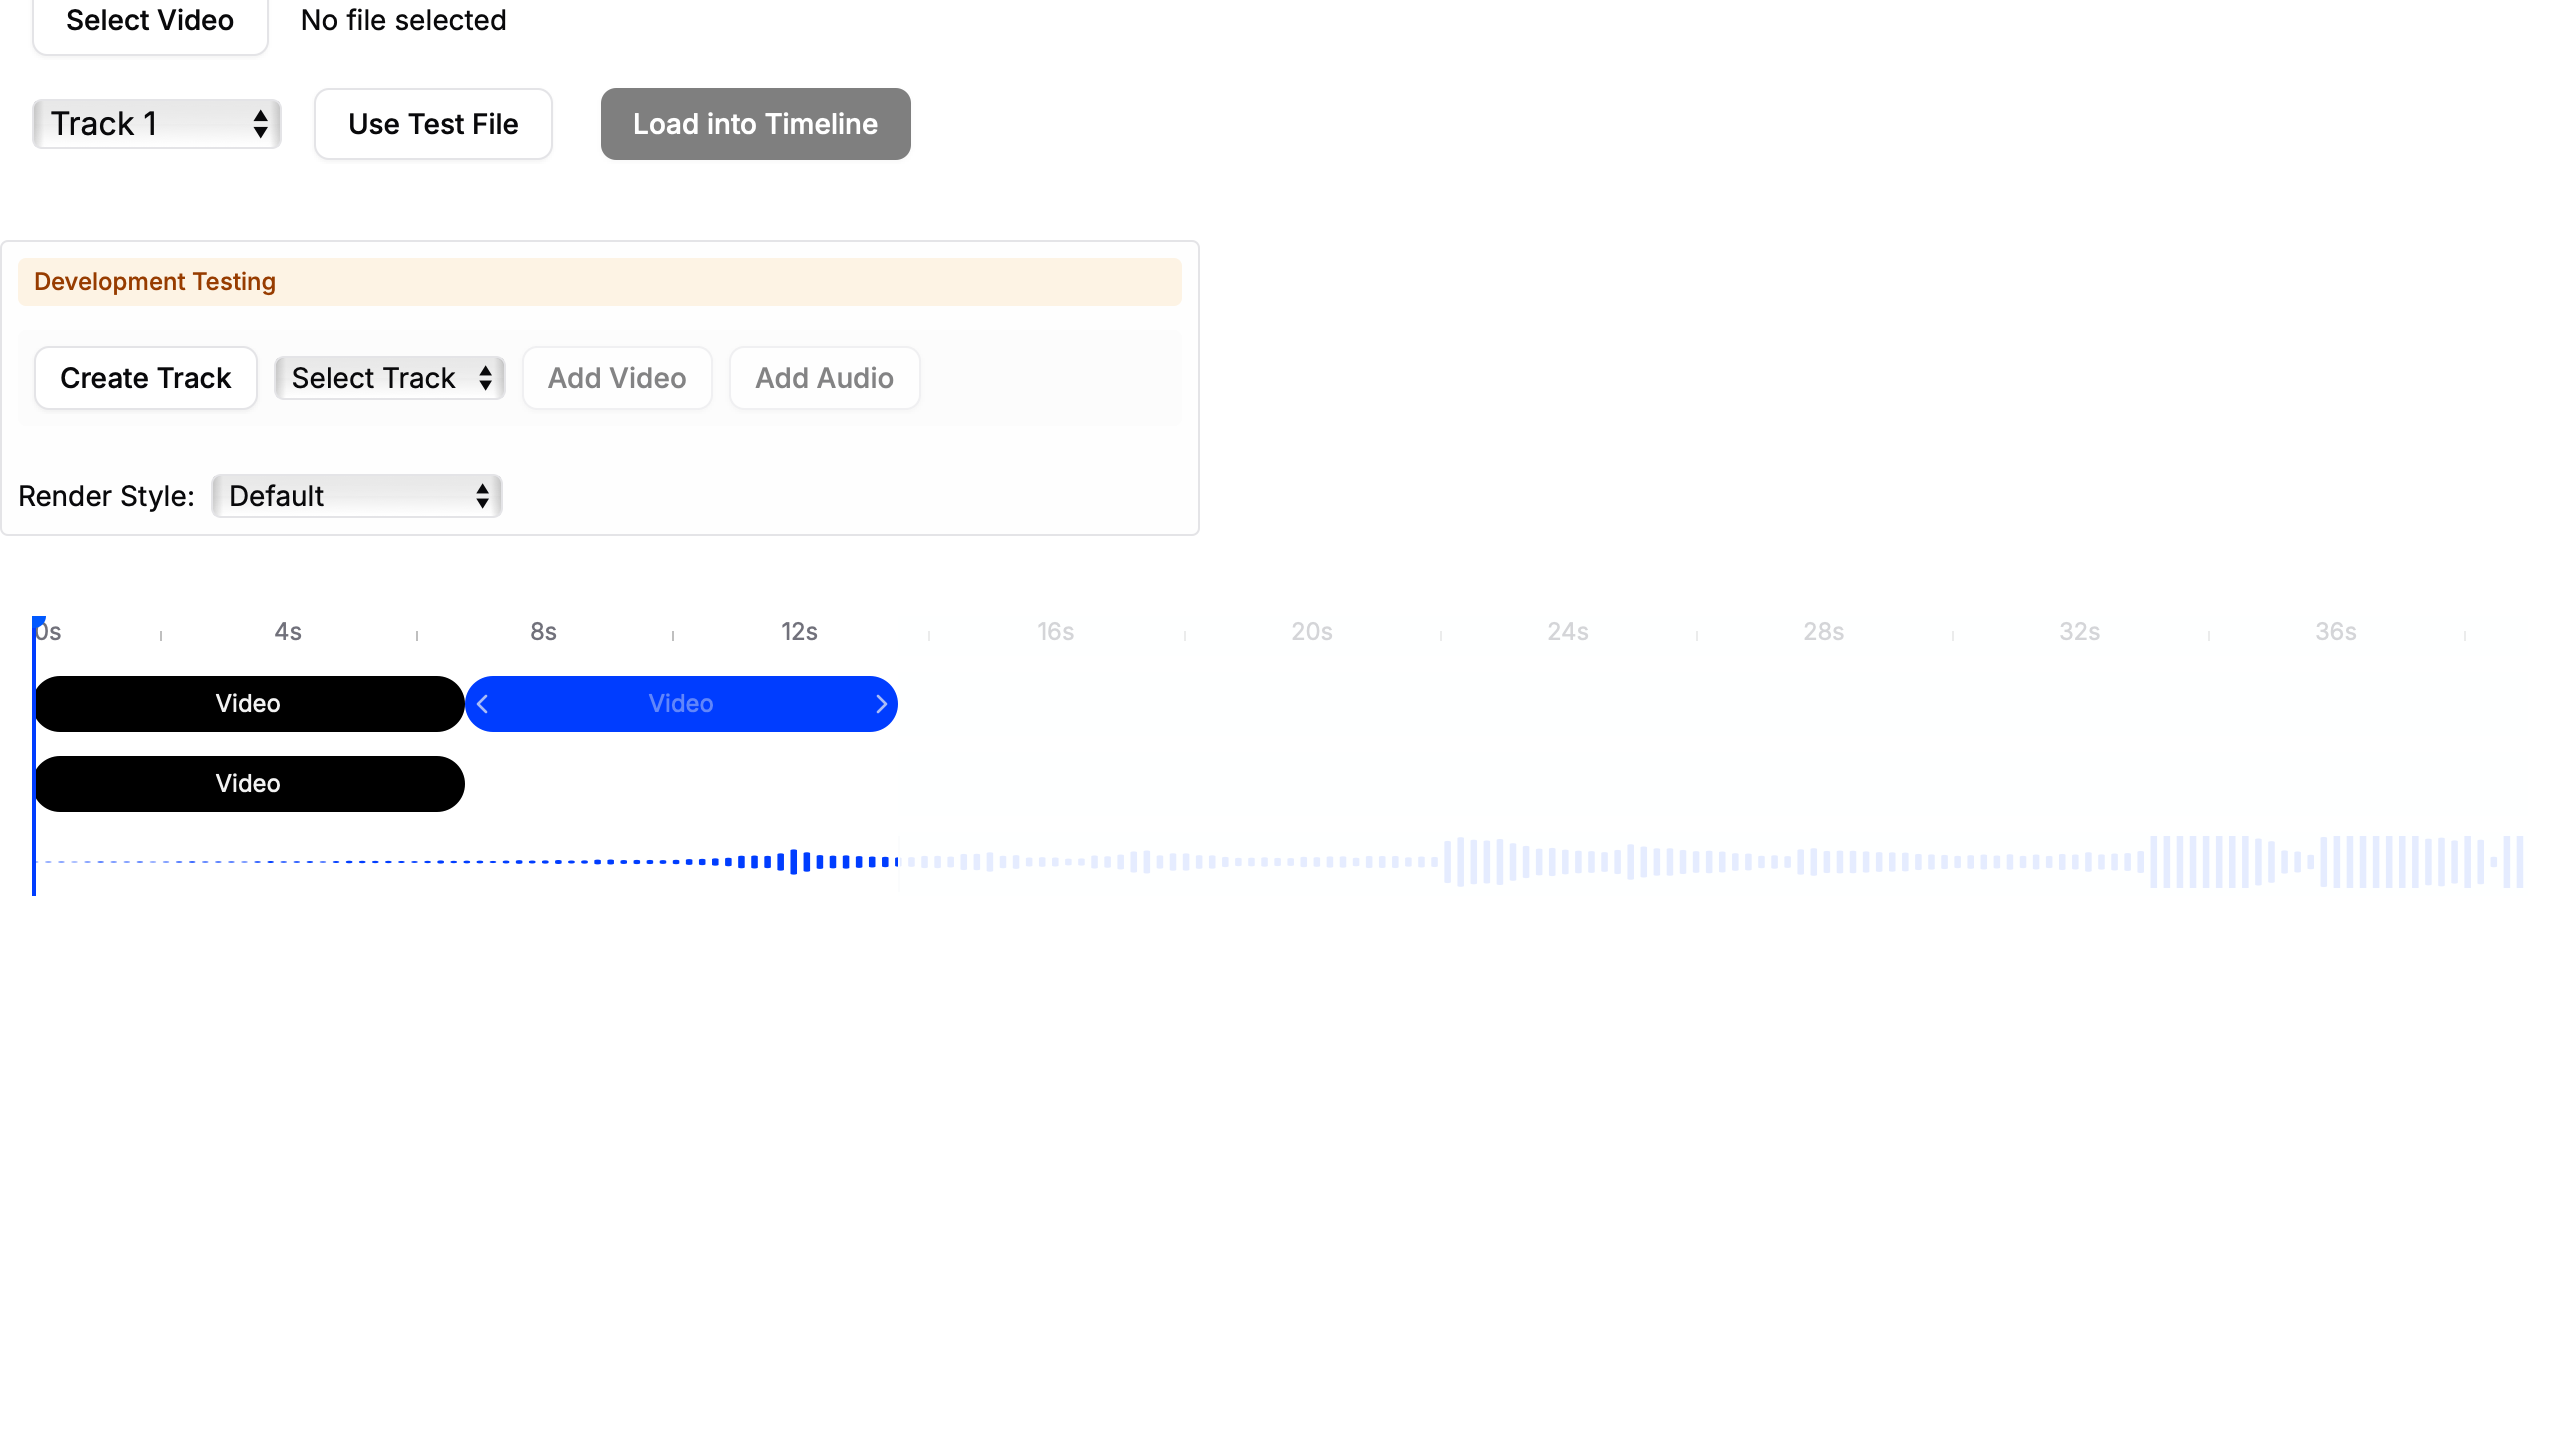 Select Video No file selected
Track 1 Use Test File Load into Timeline
Development Testing
Create Track Select Track Add Video Add Audio
Render Style: Default
0s 4s 8s 12s 16s 20s 24s 28s 32s 36s
Video Video
Video